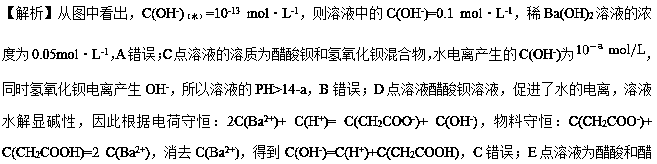 【解析】从图中看出，C(OH-)（水）=10-13 mol·L-1，则溶液中的C(OH-)=0.1 mol·L-1，稀Ba(OH)2溶液的浓
度为0.05mol·L-1,A错误;C点溶液的溶质为醋酸钡和氢氧化钡混合物，水电离产生的C(OH-)为10-a mol/L，
同时氢氧化钡电离产生OH-，所以溶液的PH>14-a，B错误；D点溶液醋酸钡溶液，促进了水的电离，溶液
水解显碱性，因此根据电荷守恒：2C(Ba2+)+ C(H+)= C(CH2COO-)+ C(OH-)，物料守恒：C(CH2COO-)+
C(CH2COOH)=2 C(Ba2+)，消去C(Ba2+)，得到C(OH-)=C(H+)+C(CH2COOH)，C错误；E点溶液为醋酸和醋